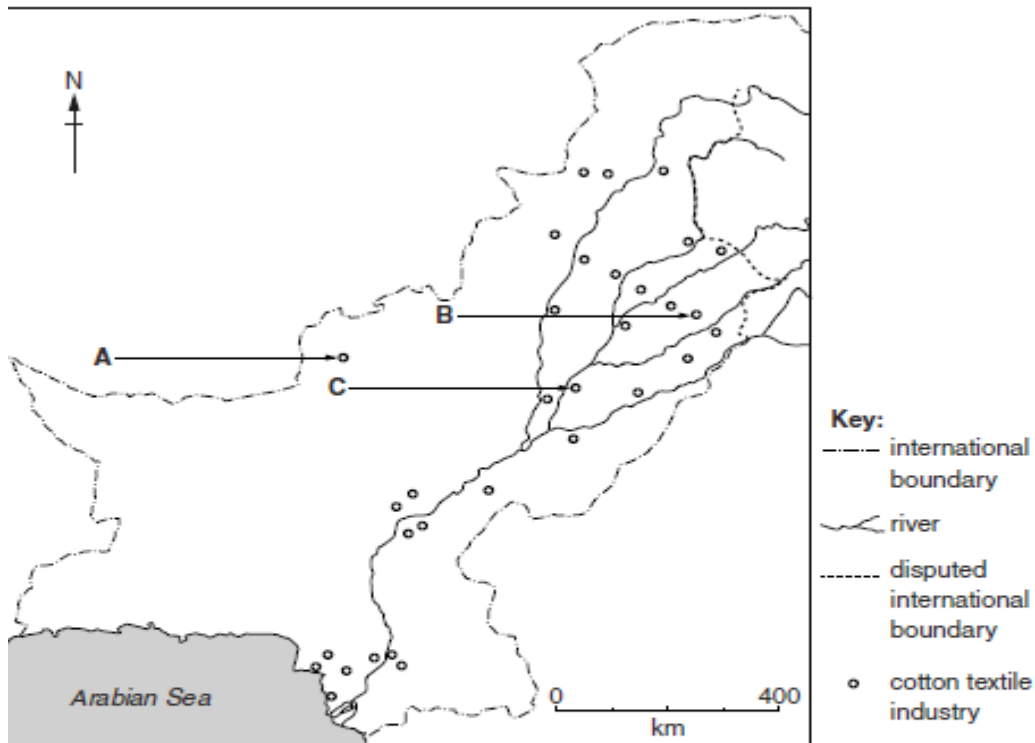 N
A
B
C
Arabian Sea
0 400
km
Key:
international
boundary
river
disputed
international
boundary
cotton textile
industry